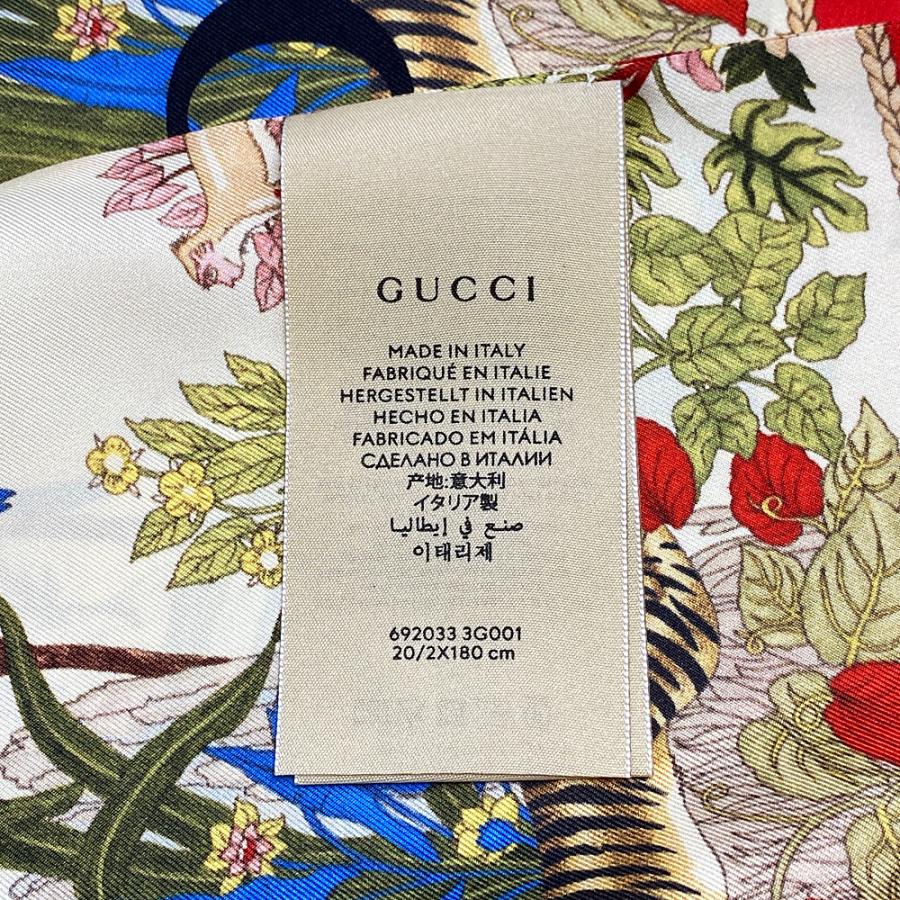 GUCCI
MADE IN ITALY
FABRIQUÉ EN ITALIE
HERGESTELLT IN ITALIEN
HECHO EN ITALIA
FABRICADO EM ITÁLIA
СДЕЛАНО В ИТАЛИИ
产地:意大利
イタリア製
صنع في إيطاليا
이태리제
692033 3G001
20/2X180 cm